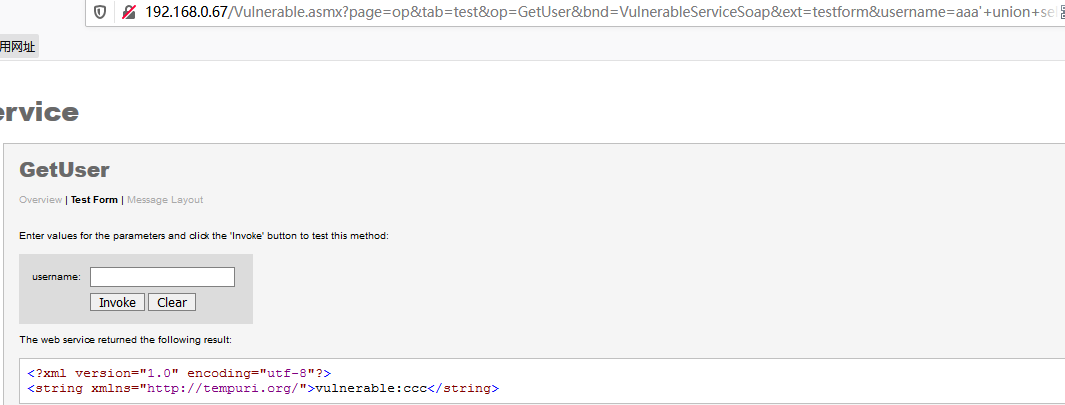 192.168.0.67/Vulnerable.asmx?page=op&tab=test&op=GetUser&bnd=VulnerableServiceSoap&ext=testform&username=aaa'+union+se
用网址
ervice
GetUser
Overview | Test Form | Message Layout
Enter values for the parameters and click the 'Invoke' button to test this method:
username:
Invoke Clear
The web service returned the following result:
<?xml version="1.0" encoding="utf-8"?>
<string xmlns="http://tempuri.org/">vulnerable:ccc</string>